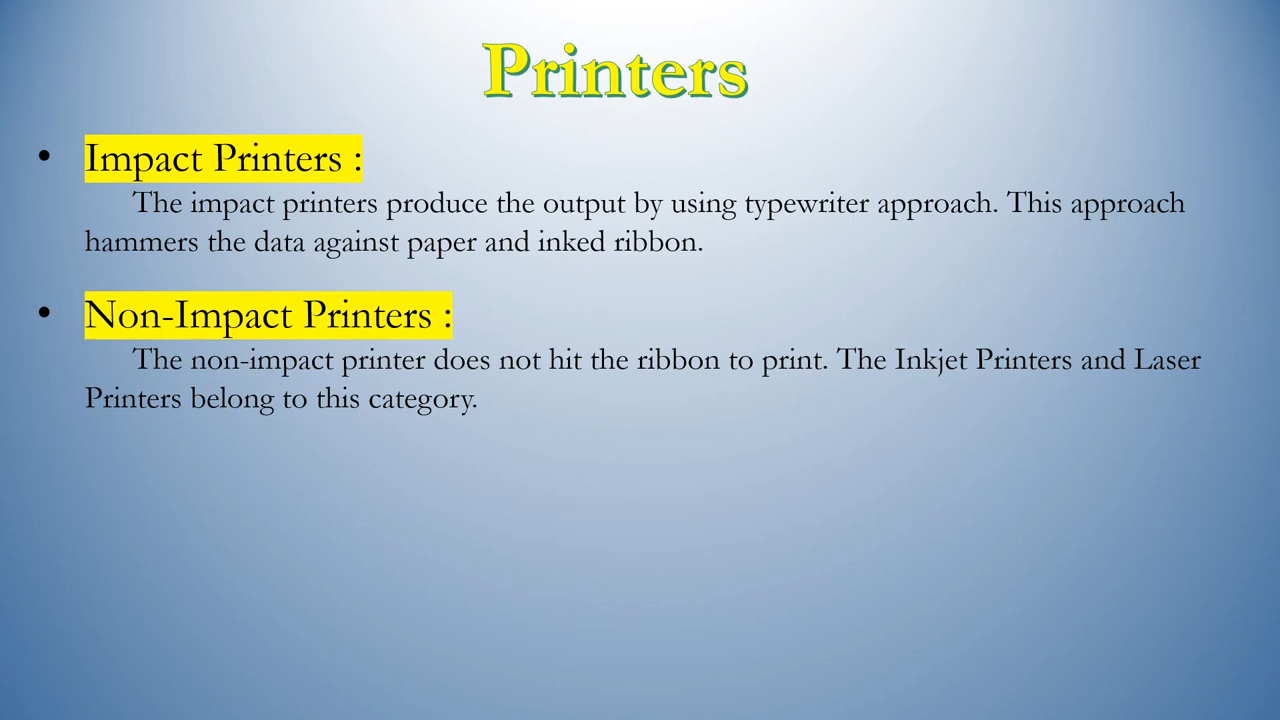 Printers
• Impact Printers :
The impact printers produce the output by using typewriter approach. This approach
hammers the data against paper and inked ribbon.
• Non-Impact Printers :
The non-impact printer does not hit the ribbon to print. The Inkjet Printers and Laser
Printers belong to this category.